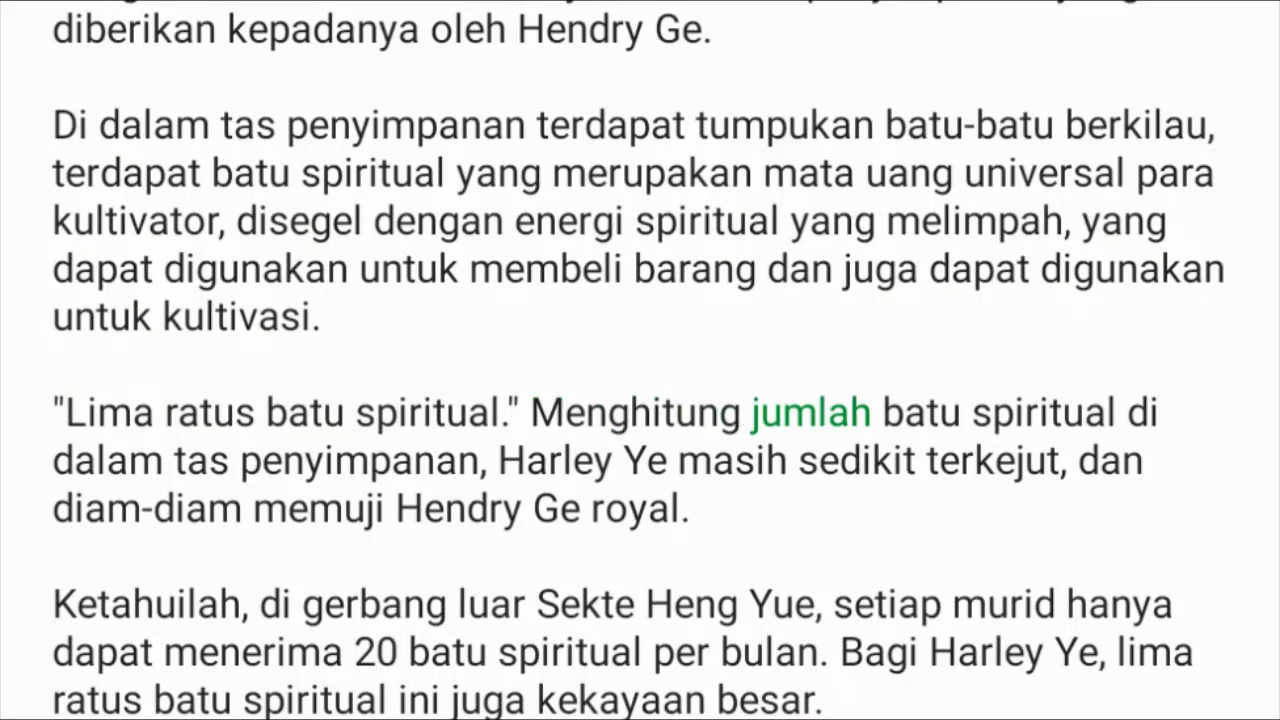 diberikan kepadanya oleh Hendry Ge.
Di dalam tas penyimpanan terdapat tumpukan batu-batu berkilau,
terdapat batu spiritual yang merupakan mata uang universal para
kultivator, disegel dengan energi spiritual yang melimpah, yang
dapat digunakan untuk membeli barang dan juga dapat digunakan
untuk kultivasi.
"Lima ratus batu spiritual." Menghitung jumlah batu spiritual di
dalam tas penyimpanan, Harley Ye masih sedikit terkejut, dan
diam-diam memuji Hendry Ge royal.
Ketahuilah, di gerbang luar Sekte Heng Yue, setiap murid hanya
dapat menerima 20 batu spiritual per bulan. Bagi Harley Ye, lima
ratus batu spiritual ini juga kekayaan besar.